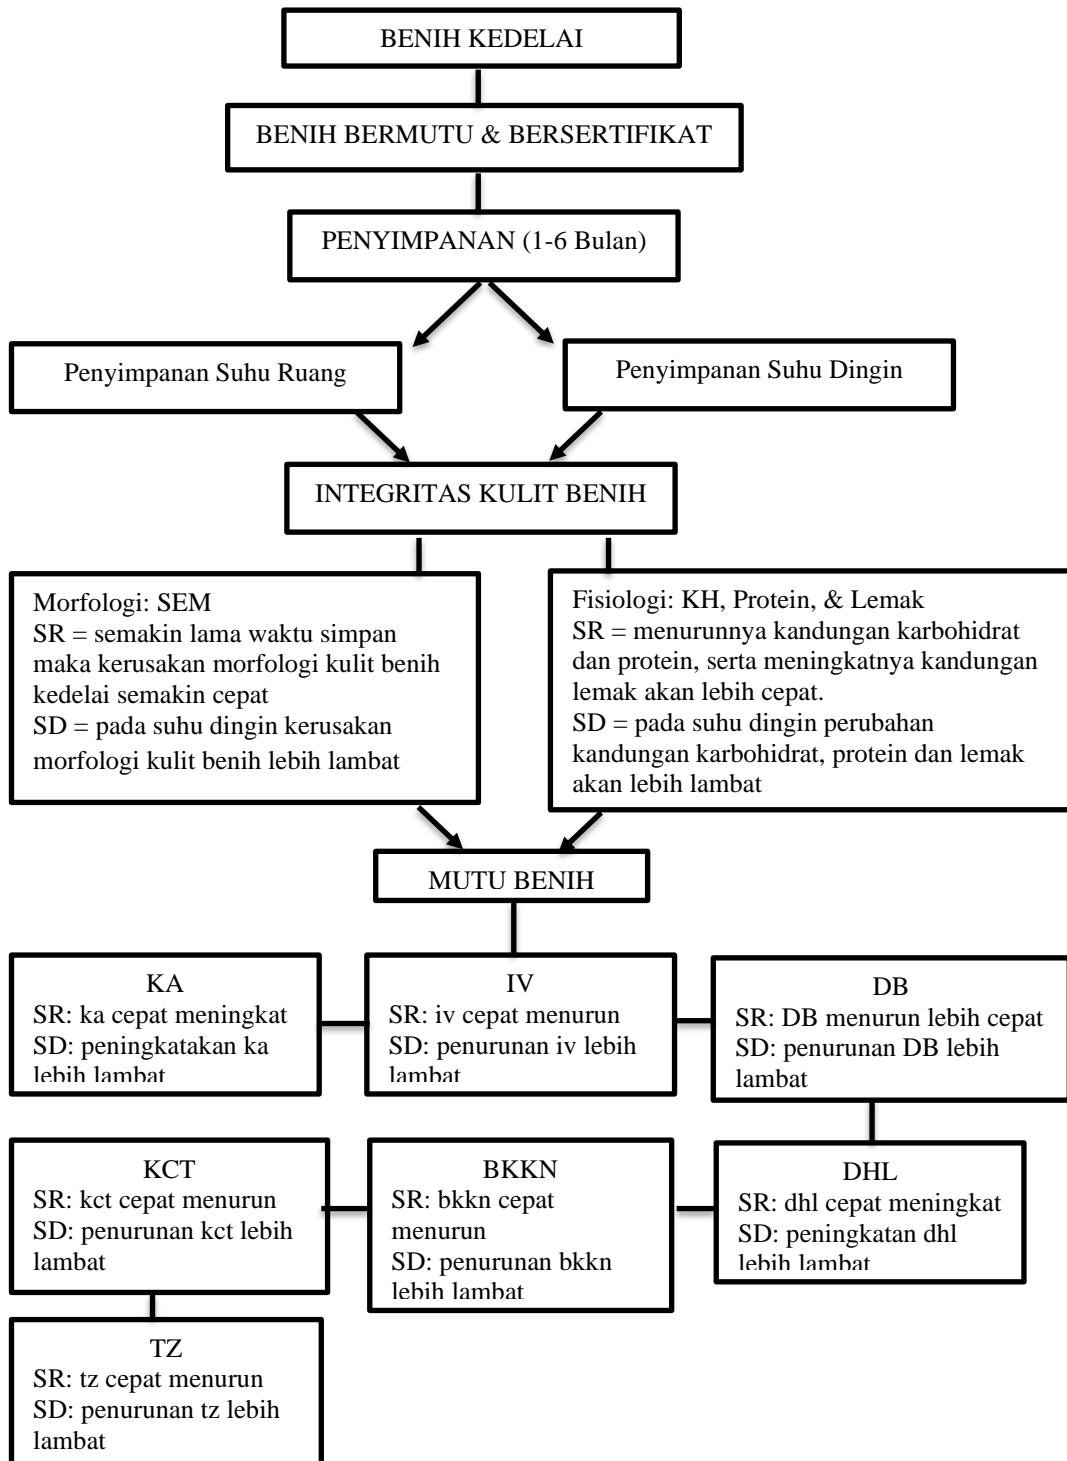 BENIH KEDELAI
BENIH BERMUTU & BERSERTIFIKAT
PENYIMPANAN (1-6 Bulan)
Penyimpanan Suhu Ruang
Penyimpanan Suhu Dingin
INTEGRITAS KULIT BENIH
Morfologi: SEM
SR = semakin lama waktu simpan
maka kerusakan morfologi kulit benih
kedelai semakin cepat
SD = pada suhu dingin kerusakan
morfologi kulit benih lebih lambat
Fisiologi: KH, Protein, & Lemak
SR = menurunnya kandungan karbohidrat
dan protein, serta meningkatnya kandungan
lemak akan lebih cepat.
SD = pada suhu dingin perubahan
kandungan karbohidrat, protein dan lemak
akan lebih lambat
MUTU BENIH
KA
SR: ka cepat meningkat
SD: peningkatakan ka
lebih lambat
IV
SR: iv cepat menurun
SD: penurunan iv lebih
lambat
DB
SR: DB menurun lebih cepat
SD: penurunan DB lebih
lambat
KCT
SR: kct cepat menurun
SD: penurunan kct lebih
lambat
BKKN
SR: bkkn cepat
menurun
SD: penurunan bkkn
lebih lambat
DHL
SR: dhl cepat meningkat
SD: peningkatan dhl
lebih lambat
TZ
SR: tz cepat menurun
SD: penurunan tz lebih
lambat